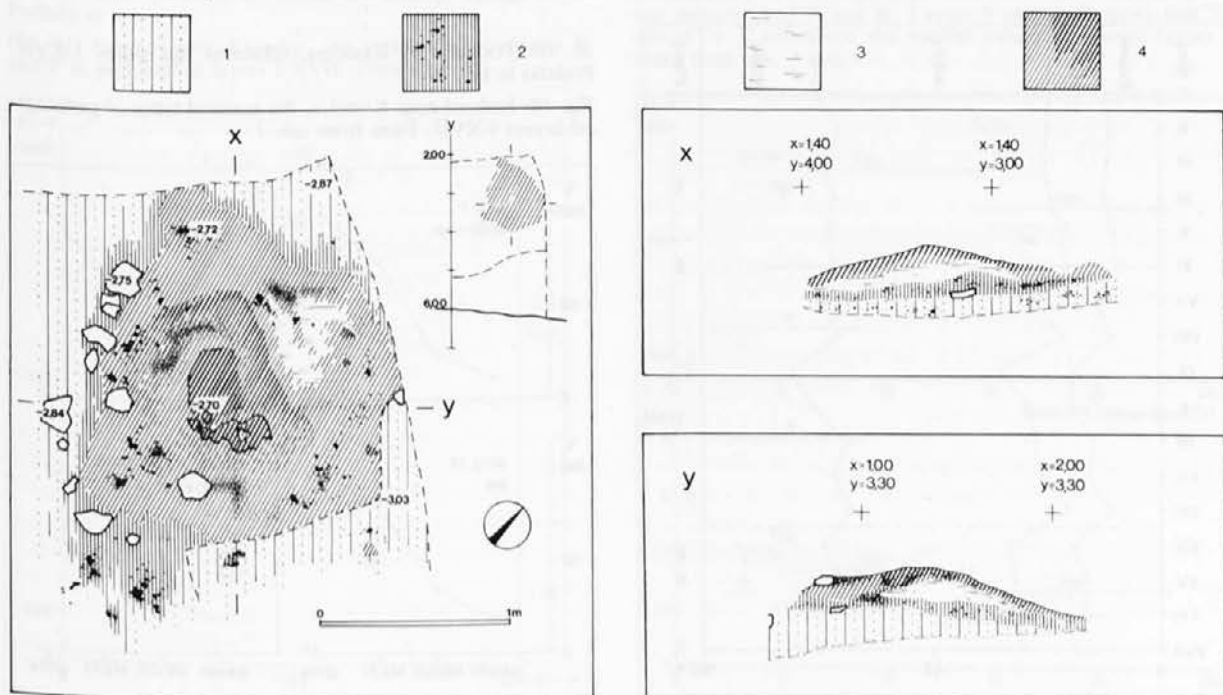 1
2
3
4
x
y
2,00
6,00
-2,87
-2,72
-2,75
-2,84
-2,70
y
-3,03
0 1m
x
x=1,40 x=1,40
y=4,00 y=3,00
y
x=1,00 x=2,00
y=3,30 y=3,30